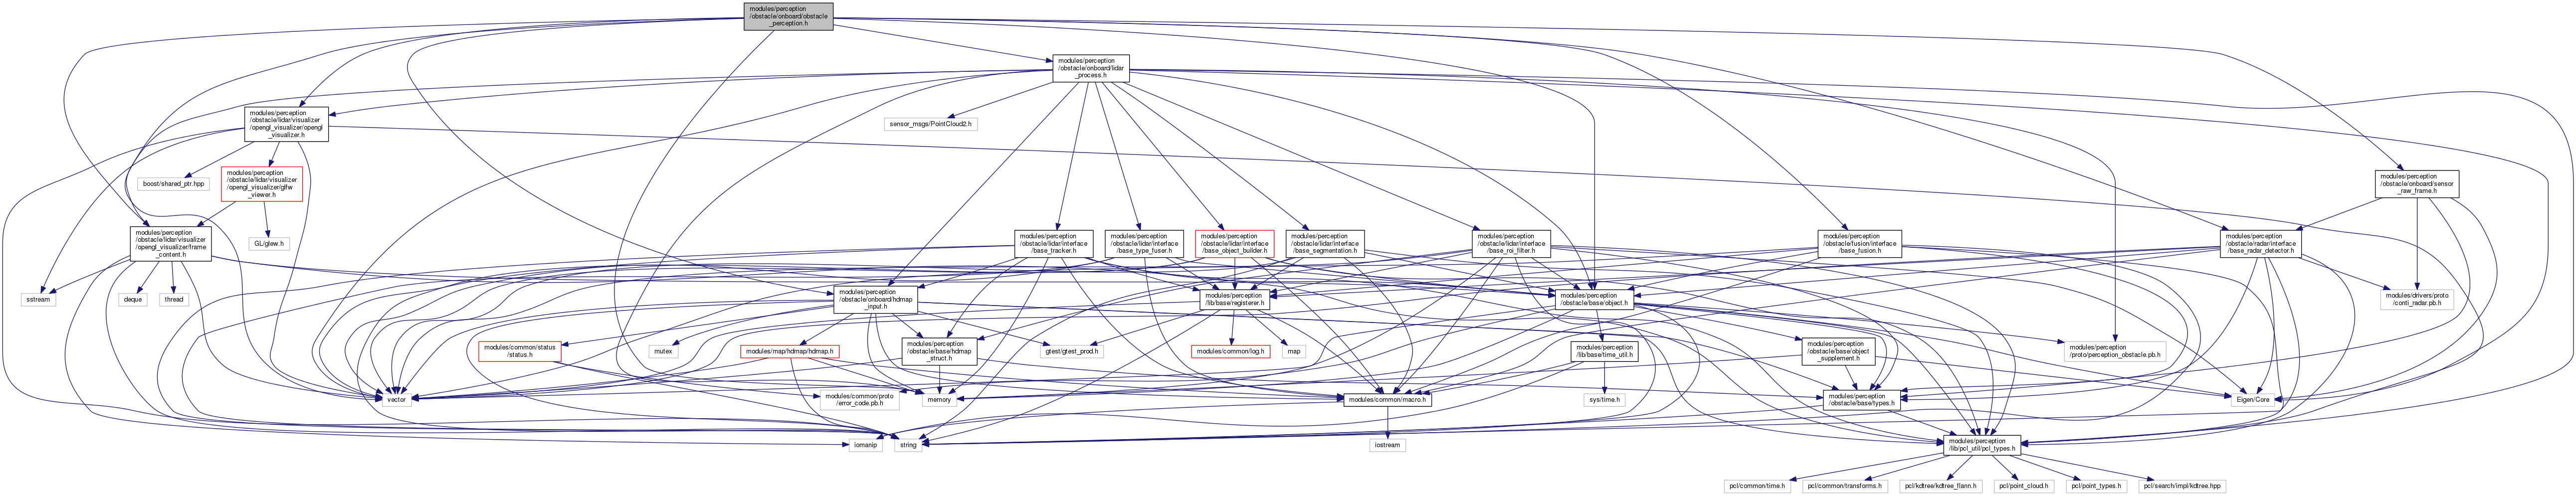 modules/perception
/obstacle/onboard/obstacle
_perception.h
modules/perception
/obstacle/onboard/lidar
_process.h
modules/perception
/obstacle/lidar/visualizer
/opengl_visualizer/opengl
_visualizer.h
sensor_msgs/PointCloud2.h
boost/shared_ptr.hpp
modules/perception
/obstacle/lidar/visualizer
/opengl_visualizer/glfw
_viewer.h
modules/perception
/obstacle/onboard/sensor
_raw_frame.h
modules/perception
/obstacle/lidar/visualizer
/opengl_visualizer/frame
_content.h
GL/glew.h
modules/perception
/obstacle/lidar/interface
/base_tracker.h
modules/perception
/obstacle/lidar/interface
/base_type_fuser.h
modules/perception
/obstacle/lidar/interface
/base_object_builder.h
modules/perception
/obstacle/lidar/interface
/base_segmentation.h
modules/perception
/obstacle/lidar/interface
/base_roi_filter.h
modules/perception
/obstacle/fusion/interface
/base_fusion.h
modules/perception
/obstacle/radar/interface
/base_radar_detector.h
sstream
deque
thread
modules/perception
/obstacle/onboard/hdmap
_input.h
modules/perception
/lib/base/registerer.h
modules/perception
/obstacle/base/object.h
modules/drivers/proto
/conti_radar.pb.h
modules/common/status
/status.h
mutex
modules/map/hdmap/hdmap.h
modules/perception
/obstacle/base/hdmap
_struct.h
gtest/gtest_prod.h
modules/common/log.h
map
modules/perception
/lib/base/time_util.h
modules/perception
/obstacle/base/object
_supplement.h
modules/perception
/proto/perception_obstacle.pb.h
vector
modules/common/proto
/error_code.pb.h
memory
modules/common/macro.h
sys/time.h
modules/perception
/obstacle/base/types.h
Eigen/Core
iomanip
string
iostream
modules/perception
/lib/pcl_util/pcl_types.h
pcl/common/time.h
pcl/common/transforms.h
pcl/kdtree/kdtree_flann.h
pcl/point_cloud.h
pcl/point_types.h
pcl/search/impl/kdtree.hpp